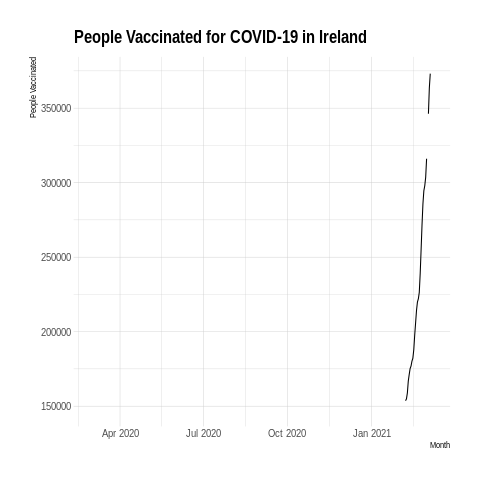 People Vaccinated for COVID-19 in Ireland
People Vaccinated
350000
300000
250000
200000
150000
Apr 2020 Jul 2020 Oct 2020 Jan 2021
Month